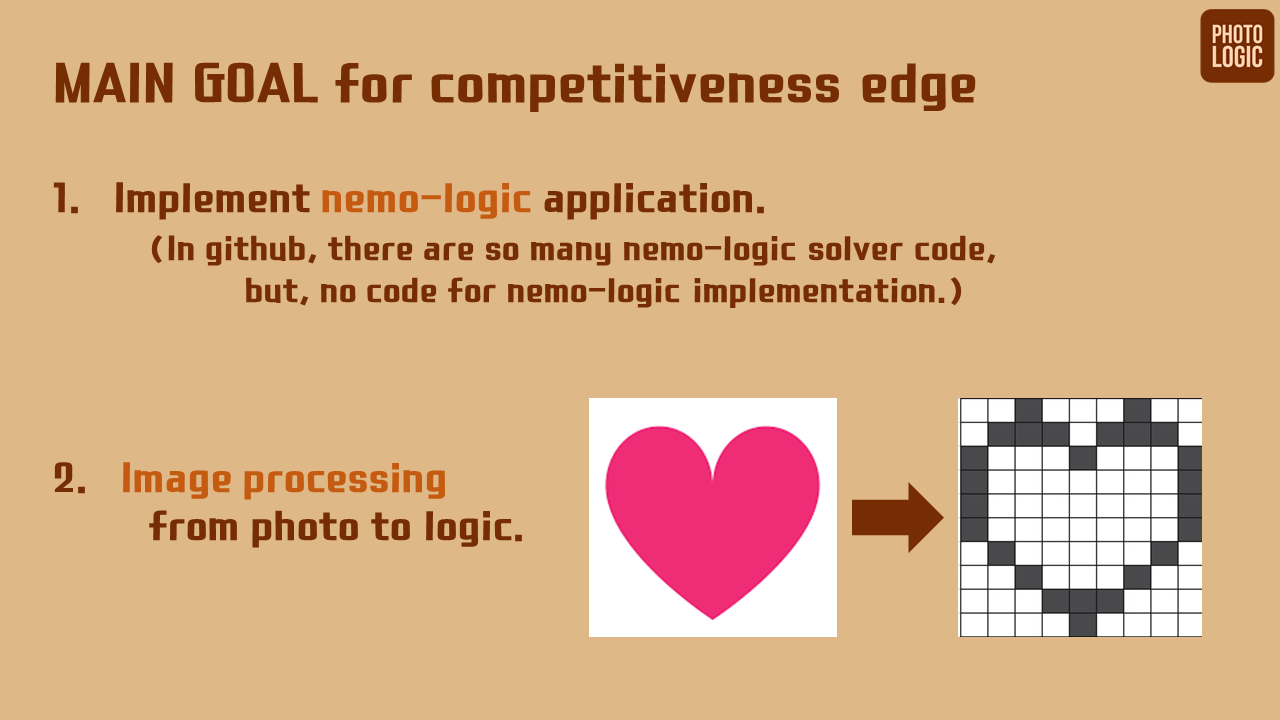 PHOTO
LOGIC
MAIN GOAL for competitiveness edge
1. Implement nemo-logic application.
(In github, there are so many nemo-logic solver code,
but, no code for nemo-logic implementation.)
2. Image processing
from photo to logic.